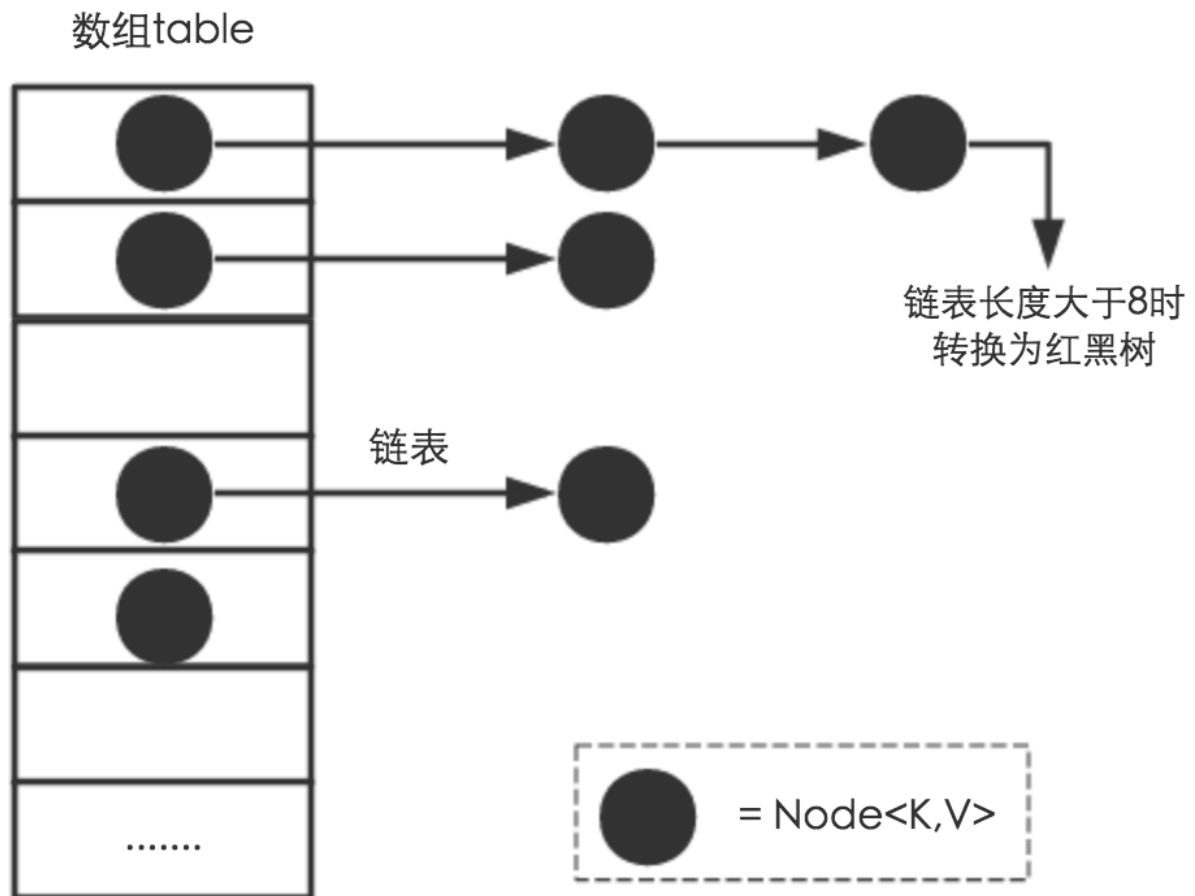 数组table
链表长度大于8时
转换为红黑树
链表
= Node<K,V>
.......